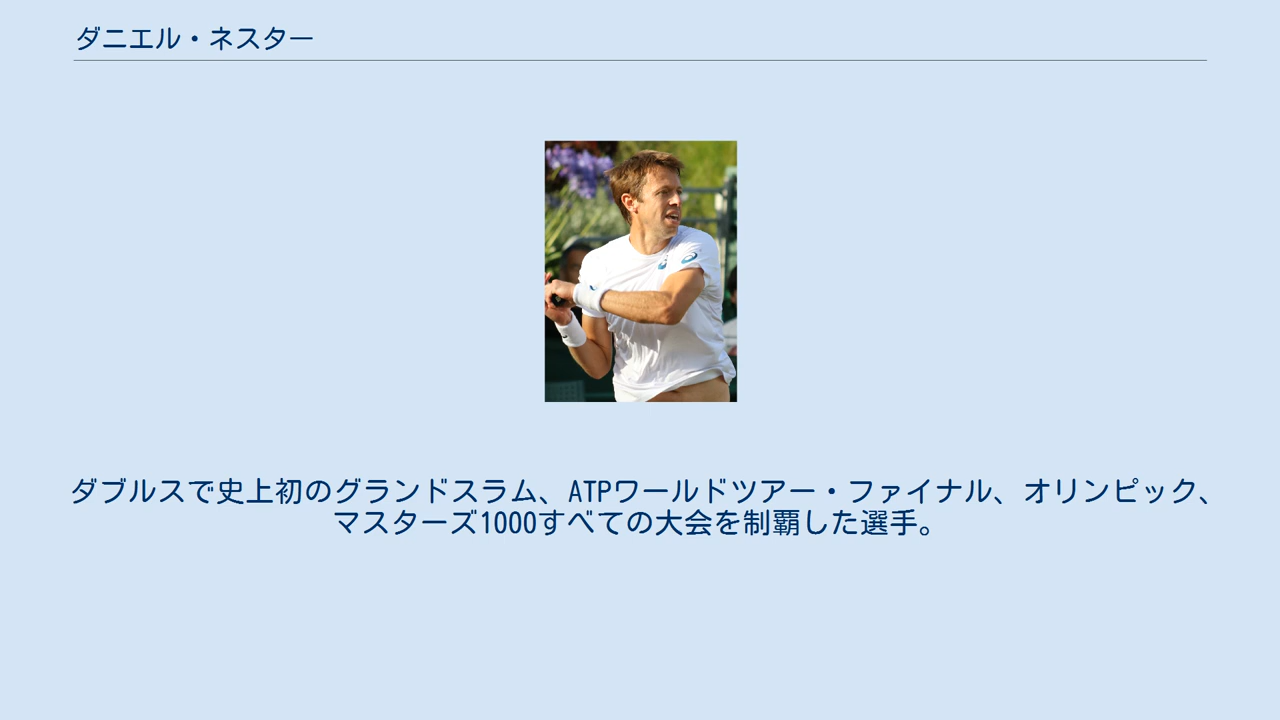 ダニエル・ネスター
ダブルスで史上初のグランドスラム、ATPワールドツアー・ファイナル、オリンピック、
マスターズ1000すべての大会を制覇した選手。